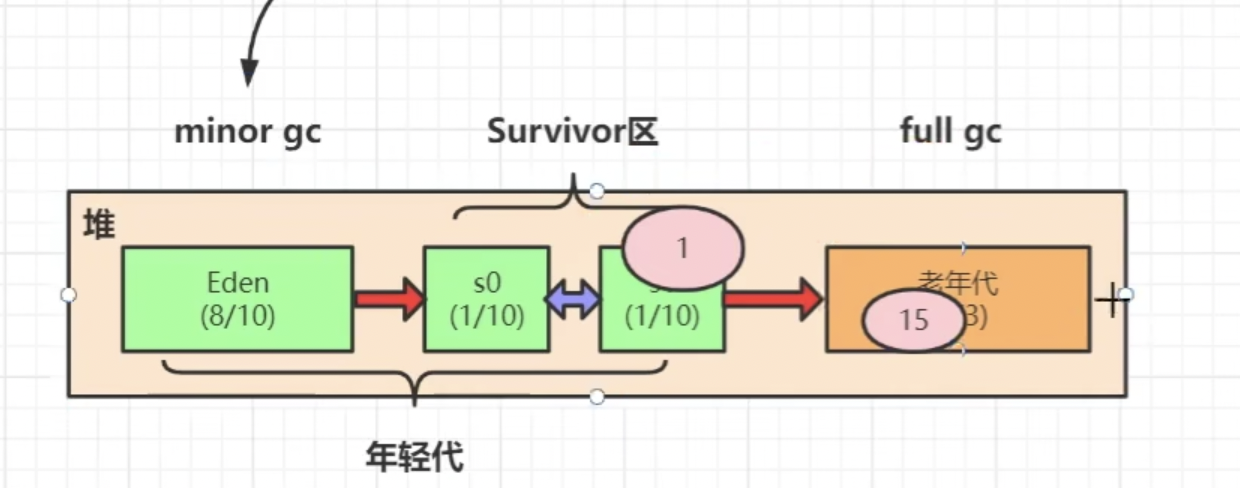 minor gc
Survivor区
full gc
堆
Eden
(8/10)
s0
(1/10)
1
(1/10)
老年代
15
3)
年轻代